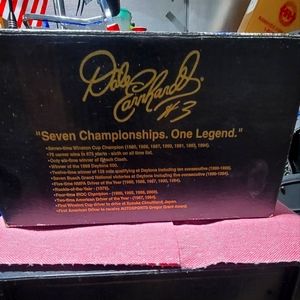 Dale Earnhardt
#3
"Seven Championships. One Legend."
•Seven-time Winston Cup Champion (1980, 1986, 1987, 1990, 1991, 1993, 1994).
•76 career wins in 675 starts - sixth on all time list.
•Only six-time winner of Busch Clash.
•Winner of the 1998 Daytona 500.
•Twelve-time winner of 125 mile qualifying at Daytona including ten consecutive (1990-1999).
•Seven Busch Grand National victories at Daytona including five consecutive (1990-1994).
•Five-time NMPA Driver of the Year (1980, 1986, 1987, 1990, 1994).
•Rookie-of-the-Year - (1979).
•Four-time IROC Champion -
•Two-time American Driver of the Year - (1987, 1994).
•First Winston Cup driver to drive at Suzuka Circuitland, Japan.
•First American Driver to receive AUTOSPORTS Gregor Grant Award.